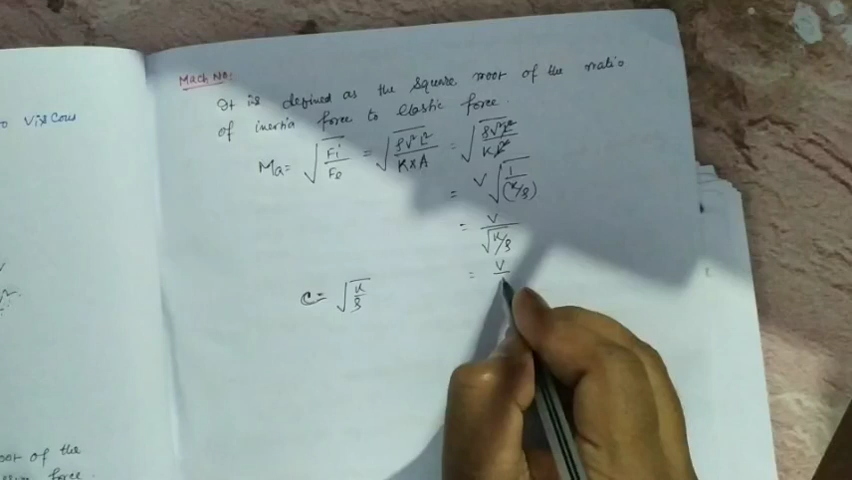 o Viscous
Mach No:
It is defined as the square root of the ratio
of inertia force to elastic force.
Ma = √(Fi/Fe) = √(ρV²L²/K×A) = √(ρV²L²/KL²)
= V √(1/(K/ρ))
= V/√(K/ρ)
C = √(K/ρ)
= V/
oot of the
force.